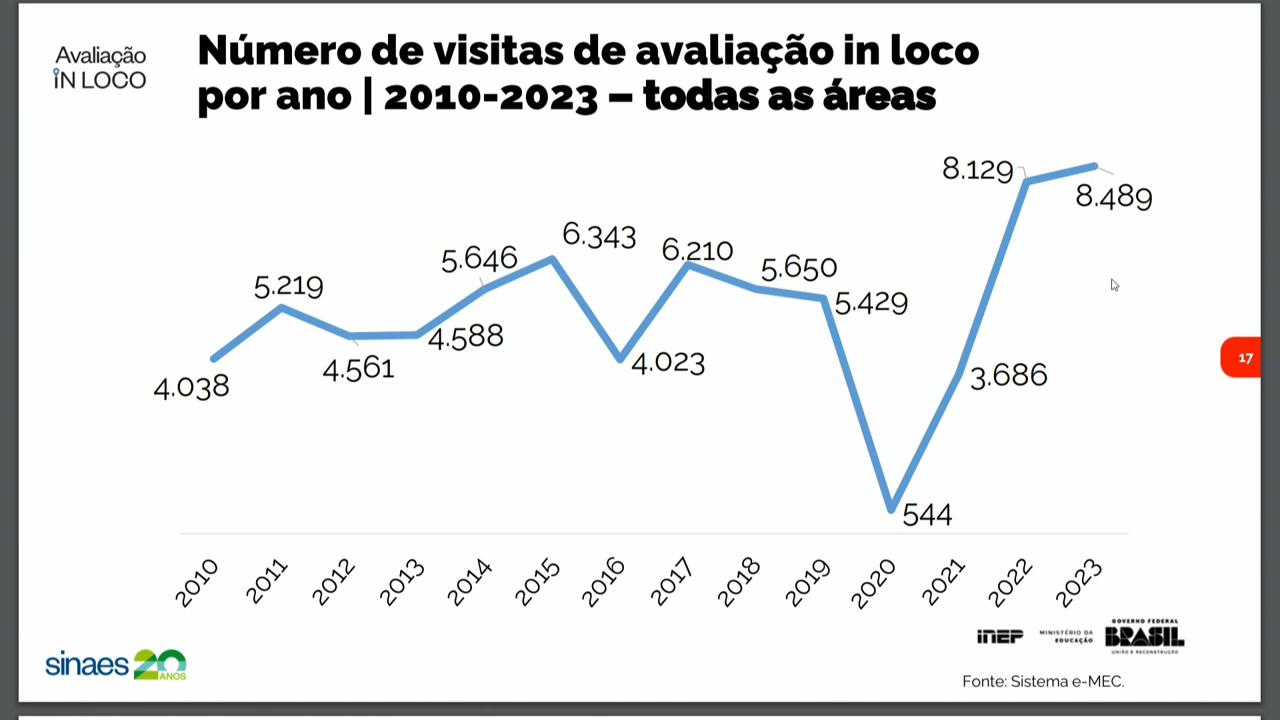 Avaliação
iN LOCO
Número de visitas de avaliação in loco
por ano | 2010-2023 – todas as áreas
8.129
8.489
6.343
5.646
6.210
5.650
5.219
5.429
4.588
4.561
4.023
4.038
3.686
544
17
2010
2011
2012
2013
2014
2015
2016
2017
2018
2019
2020
2021
2022
2023
sinaes 20
ANOS
INEP
MINISTÉRIO DA
EDUCAÇÃO
GOVERNO FEDERAL
BRASIL
UNIÃO E RECONSTRUÇÃO
Fonte: Sistema e-MEC.